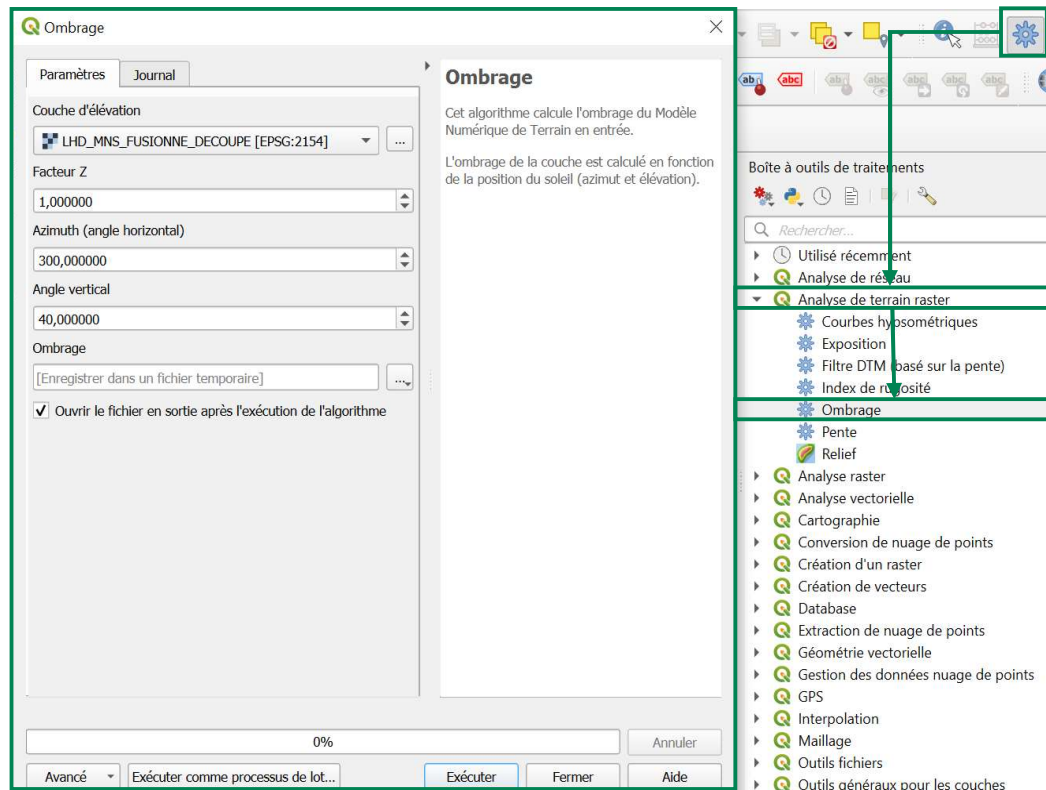 Ombrage
Paramètres
Journal
Couche d'élévation
LHD_MNS_FUSIONNE_DECOUPE [EPSG:2154]
...
Facteur Z
1,000000
Azimuth (angle horizontal)
300,000000
Angle vertical
40,000000
Ombrage
[Enregistrer dans un fichier temporaire]
...
Ouvrir le fichier en sortie après l'exécution de l'algorithme
Ombrage
Cet algorithme calcule l'ombrage du Modèle
Numérique de Terrain en entrée.
L'ombrage de la couche est calculé en fonction
de la position du soleil (azimut et élévation).
0%
Annuler
Avancé
Exécuter comme processus de lot...
Exécuter
Fermer
Aide
ab
abc
abc
abc
abc
abc
Boîte à outils de traitements
Rechercher...
Utilisé récemment
Analyse de réseau
Analyse de terrain raster
Courbes hypsométriques
Exposition
Filtre DTM (basé sur la pente)
Index de rugosité
Ombrage
Pente
Relief
Analyse raster
Analyse vectorielle
Cartographie
Conversion de nuage de points
Création d'un raster
Création de vecteurs
Database
Extraction de nuage de points
Géométrie vectorielle
Gestion des données nuage de points
GPS
Interpolation
Maillage
Outils fichiers
Outils généraux pour les couches